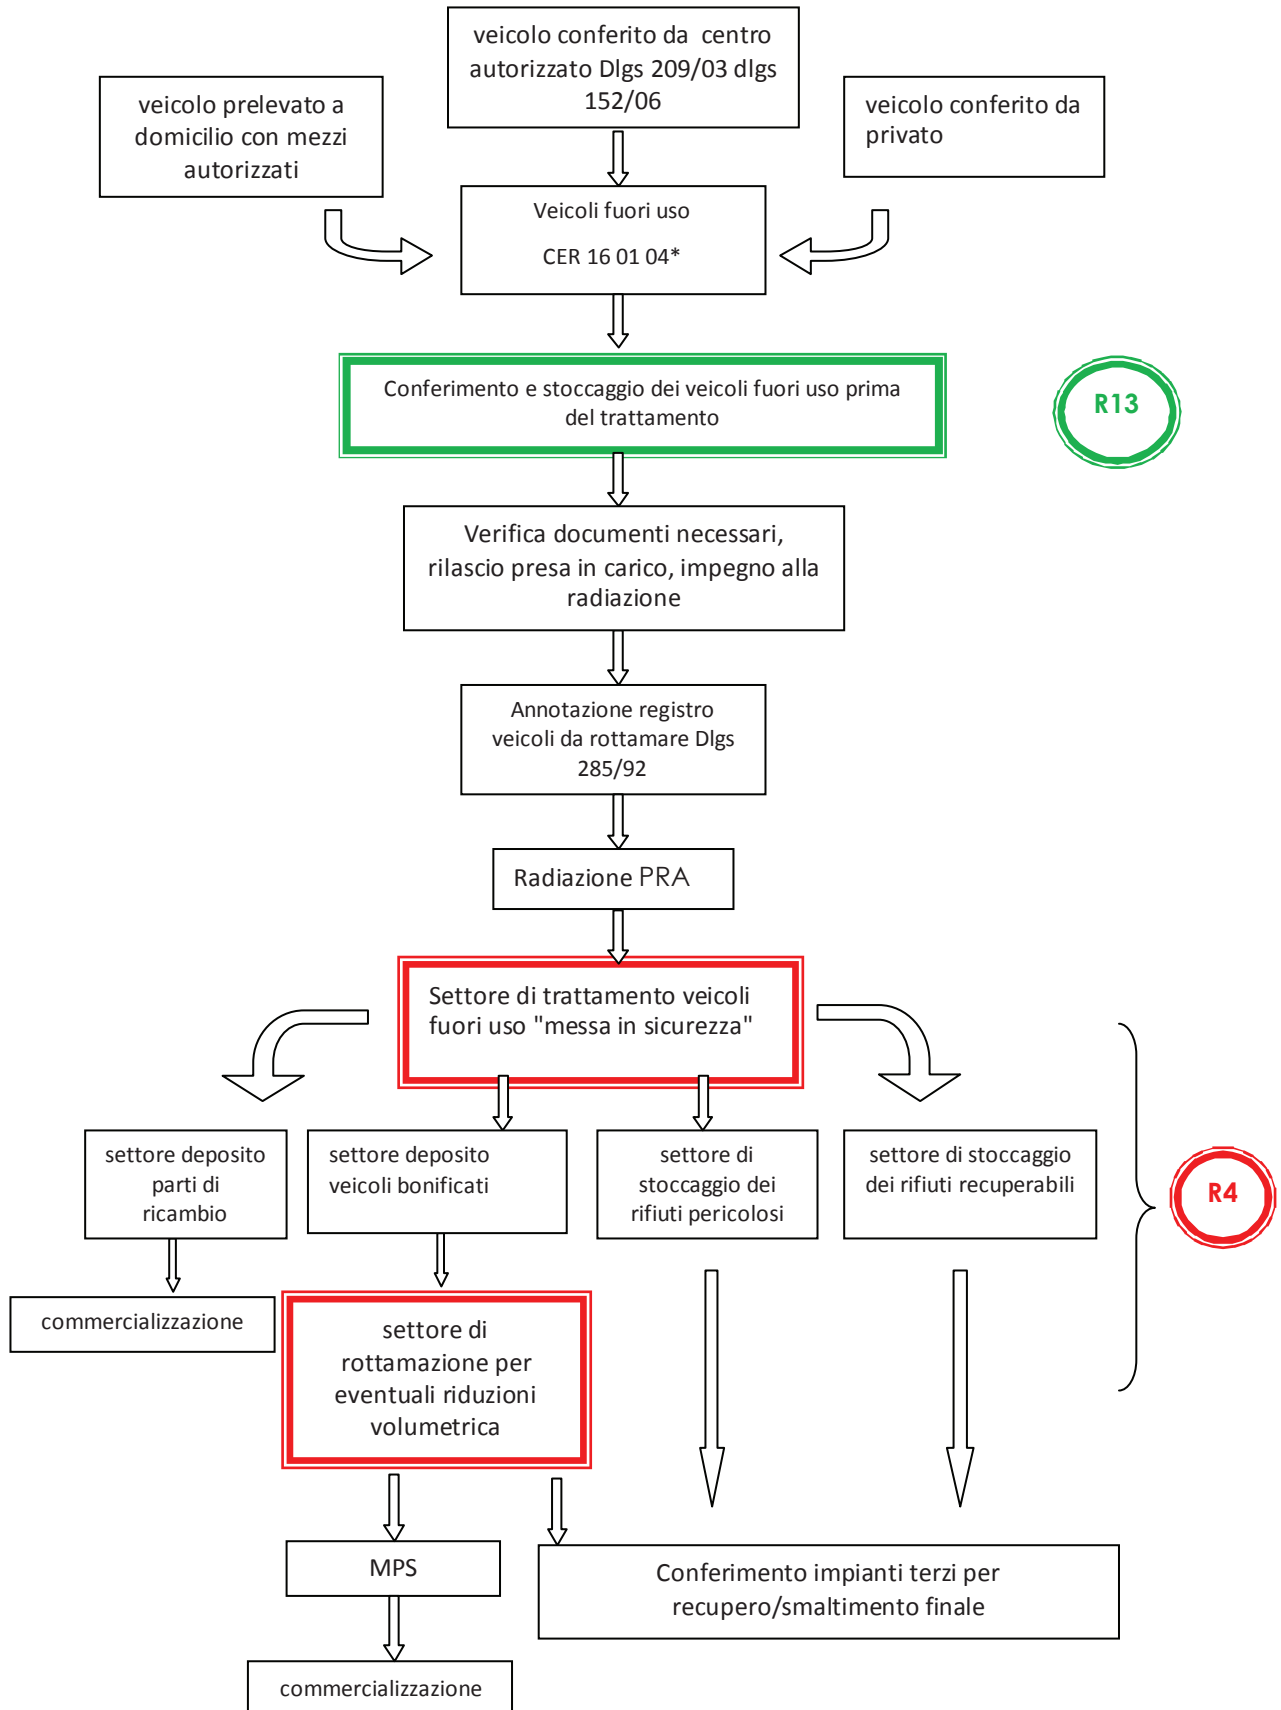 veicolo conferito da centro
autorizzato Dlgs 209/03 dlgs
152/06
veicolo prelevato a
domicilio con mezzi
autorizzati
veicolo conferito da
privato
Veicoli fuori uso
CER 16 01 04*
Conferimento e stoccaggio dei veicoli fuori uso prima
del trattamento
R13
Verifica documenti necessari,
rilascio presa in carico, impegno alla
radiazione
Annotazione registro
veicoli da rottamare Dlgs
285/92
Radiazione PRA
Settore di trattamento veicoli
fuori uso "messa in sicurezza"
settore deposito
parti di
ricambio
settore deposito
veicoli bonificati
settore di
stoccaggio dei
rifiuti pericolosi
settore di stoccaggio
dei rifiuti recuperabili
R4
commercializzazione
settore di
rottamazione per
eventuali riduzioni
volumetrica
MPS
Conferimento impianti terzi per
recupero/smaltimento finale
commercializzazione